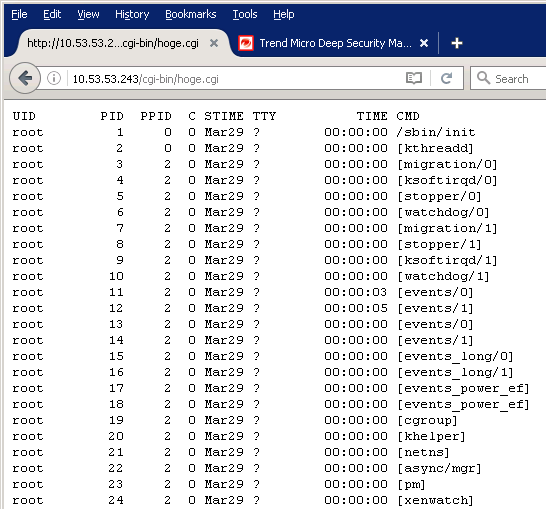 File Edit View History Bookmarks Tools Help
http://10.53.53.2...cgi-bin/hoge.cgi × Trend Micro Deep Security Ma... × +
10.53.53.243/cgi-bin/hoge.cgi Search
UID PID PPID C STIME TTY TIME CMD
root 1 0 0 Mar29 ? 00:00:00 /sbin/init
root 2 0 0 Mar29 ? 00:00:00 [kthreadd]
root 3 2 0 Mar29 ? 00:00:00 [migration/0]
root 4 2 0 Mar29 ? 00:00:00 [ksoftirqd/0]
root 5 2 0 Mar29 ? 00:00:00 [stopper/0]
root 6 2 0 Mar29 ? 00:00:00 [watchdog/0]
root 7 2 0 Mar29 ? 00:00:00 [migration/1]
root 8 2 0 Mar29 ? 00:00:00 [stopper/1]
root 9 2 0 Mar29 ? 00:00:00 [ksoftirqd/1]
root 10 2 0 Mar29 ? 00:00:00 [watchdog/1]
root 11 2 0 Mar29 ? 00:00:03 [events/0]
root 12 2 0 Mar29 ? 00:00:05 [events/1]
root 13 2 0 Mar29 ? 00:00:00 [events/0]
root 14 2 0 Mar29 ? 00:00:00 [events/1]
root 15 2 0 Mar29 ? 00:00:00 [events_long/0]
root 16 2 0 Mar29 ? 00:00:00 [events_long/1]
root 17 2 0 Mar29 ? 00:00:00 [events_power_ef]
root 18 2 0 Mar29 ? 00:00:00 [events_power_ef]
root 19 2 0 Mar29 ? 00:00:00 [cgroup]
root 20 2 0 Mar29 ? 00:00:00 [khelper]
root 21 2 0 Mar29 ? 00:00:00 [netns]
root 22 2 0 Mar29 ? 00:00:00 [async/mgr]
root 23 2 0 Mar29 ? 00:00:00 [pm]
root 24 2 0 Mar29 ? 00:00:00 [xenwatch]